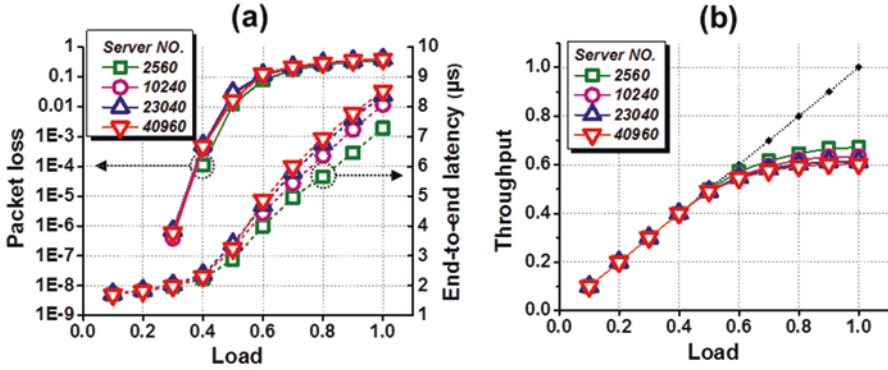 (a)
Packet loss
1
0.1
0.01
1E-3
1E-4
1E-5
1E-6
1E-7
1E-8
1E-9
Server NO.
2560
10240
23040
40960
10
9
8
7
6
5
4
3
2
1
End-to-end latency (μs)
0.0 0.2 0.4 0.6 0.8 1.0
Load
(b)
Throughput
1.0
0.8
0.6
0.4
0.2
0.0
Server NO.
2560
10240
23040
40960
0.0 0.2 0.4 0.6 0.8 1.0
Load